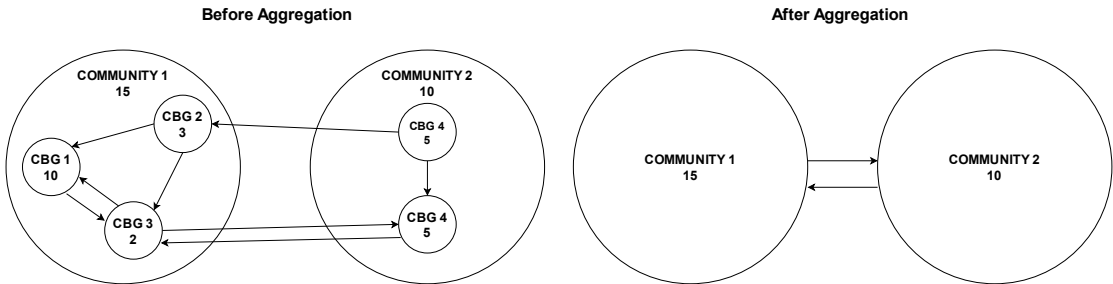 Before Aggregation
COMMUNITY 1
15
CBG 2
3
CBG 1
10
CBG 3
2
COMMUNITY 2
10
CBG 4
5
CBG 4
5
After Aggregation
COMMUNITY 1
15
COMMUNITY 2
10